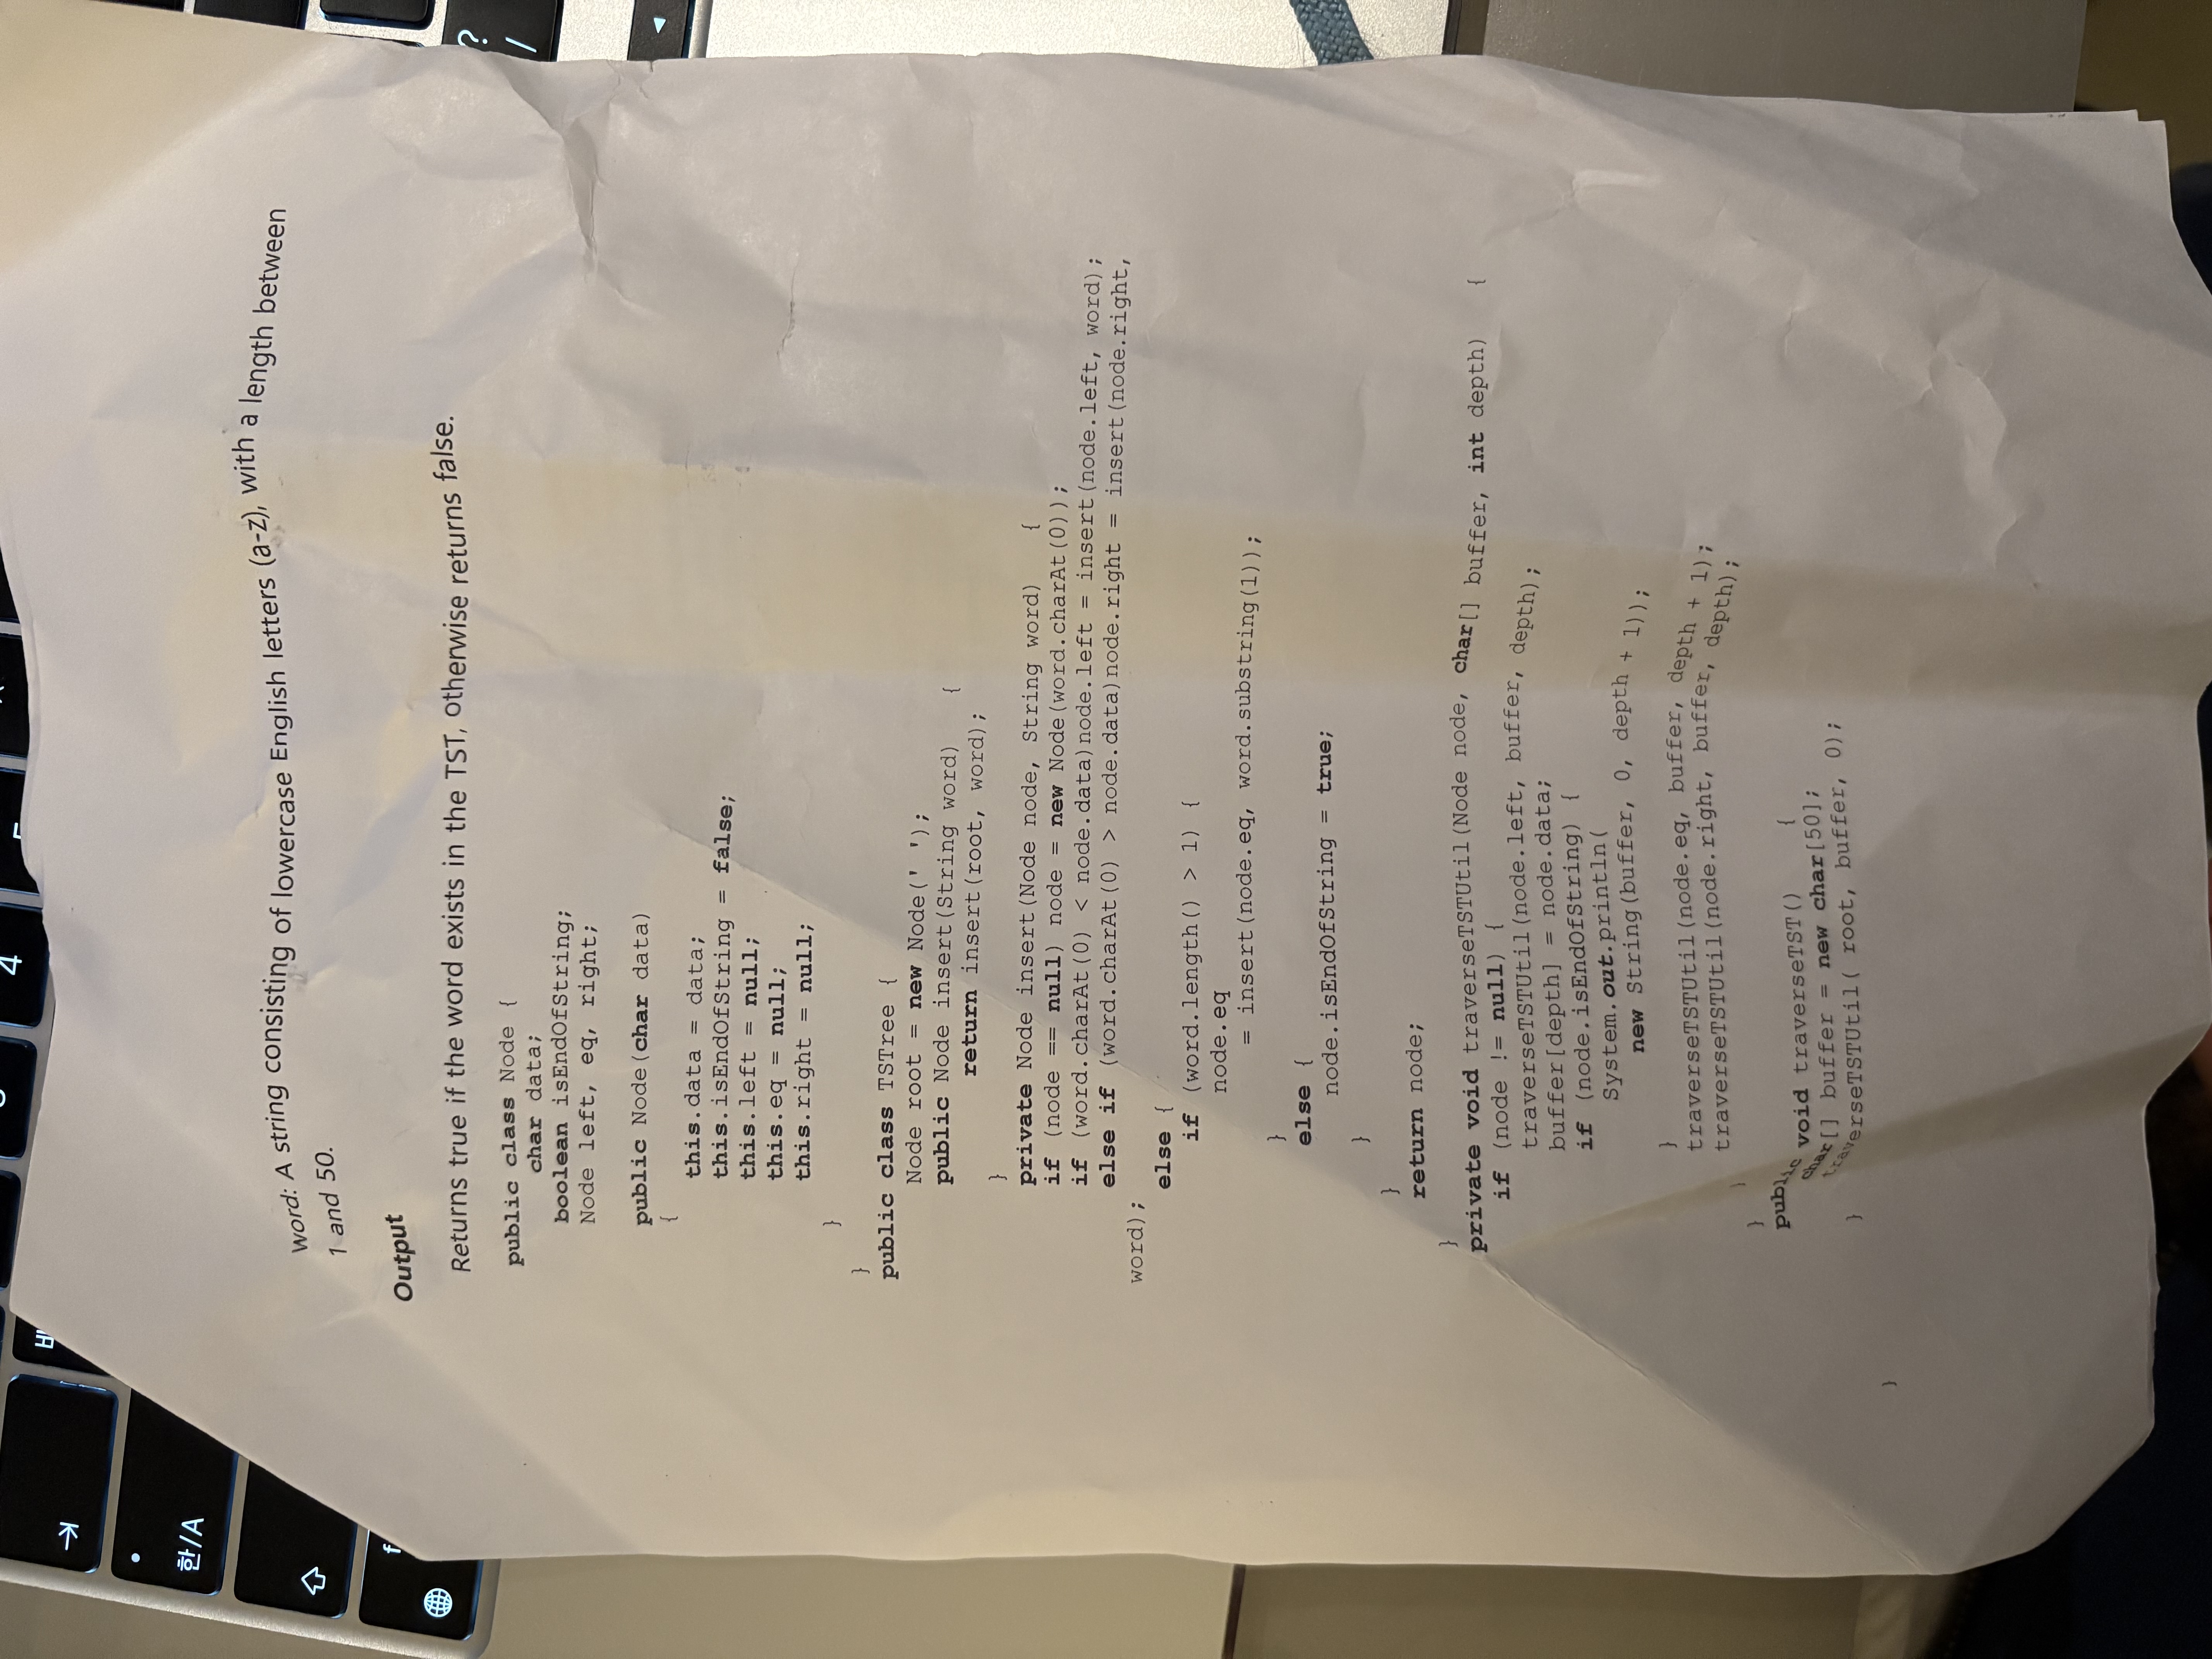 4
한/A
?
/
word: A string consisting of lowercase English letters (a-z), with a length between
1 and 50.
Output
Returns true if the word exists in the TST, otherwise returns false.
public class Node {
char data;
boolean isEndOfString;
Node left, eq, right;
public Node(char data)
{
this.data = data;
this.isEndOfString = false;
this.left = null;
this.eq = null;
this.right = null;
}
}
public class TSTree {
Node root = new Node(' ');
public Node insert(String word) {
return insert(root, word);
}
private Node insert(Node node, String word) {
if (node == null) node = new Node(word.charAt(0));
if (word.charAt(0) < node.data)node.left = insert(node.left, word);
else if (word.charAt(0) > node.data)node.right = insert(node.right,
word);
else {
if (word.length() > 1) {
node.eq
= insert(node.eq, word.substring(1));
}
else {
node.isEndOfString = true;
}
}
return node;
}
private void traverseTSTUtil(Node node, char[] buffer, int depth) {
if (node != null) {
traverseTSTUtil(node.left, buffer, depth);
buffer[depth] = node.data;
if (node.isEndOfString) {
System.out.println(
new String(buffer, 0, depth + 1));
}
traverseTSTUtil(node.eq, buffer, depth + 1);
traverseTSTUtil(node.right, buffer, depth);
}
}
public void traverseTST() {
char[] buffer = new char[50];
traverseTSTUtil( root, buffer, 0);
}
}